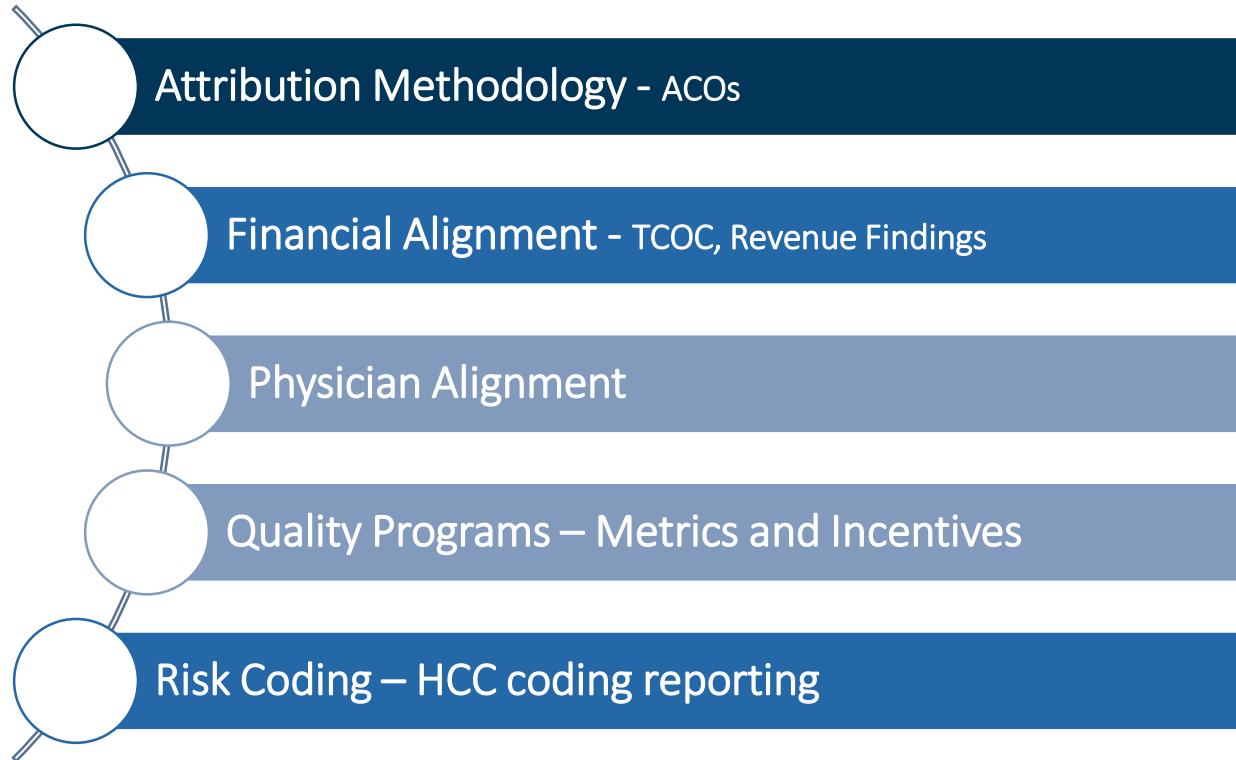 Attribution Methodology - ACOs
Financial Alignment - TCOC, Revenue Findings
Physician Alignment
Quality Programs – Metrics and Incentives
Risk Coding – HCC coding reporting